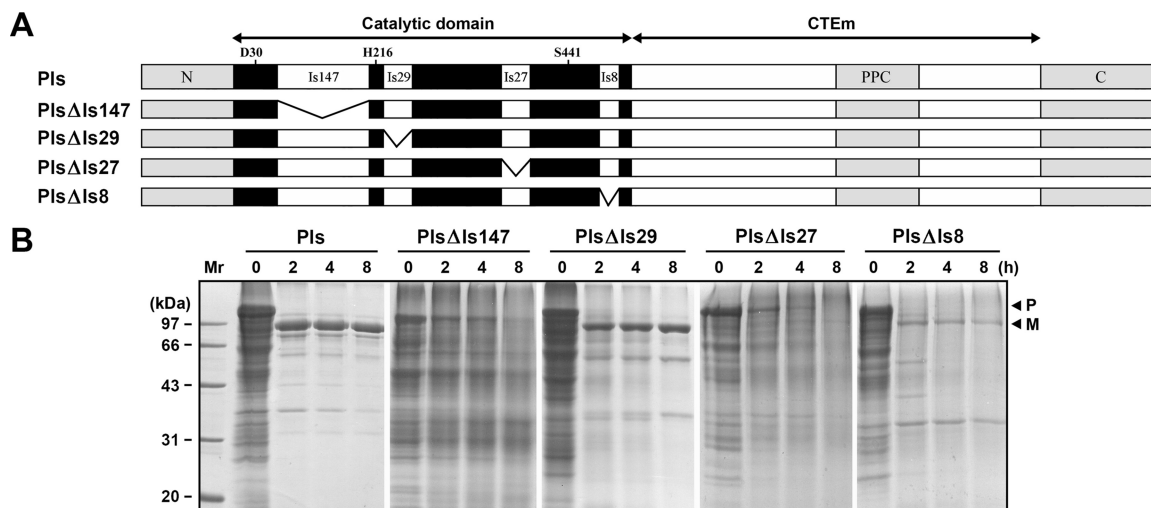 A
Catalytic domain
CTEm
D30 H216 S441
Pls N Is147 Is29 Is27 Is8 PPC C
PlsΔIs147
PlsΔIs29
PlsΔIs27
PlsΔIs8
B
Pls PlsΔIs147 PlsΔIs29 PlsΔIs27 PlsΔIs8
Mr 0 2 4 8 0 2 4 8 0 2 4 8 0 2 4 8 0 2 4 8 (h)
(kDa)
P
97
M
66
43
31
20